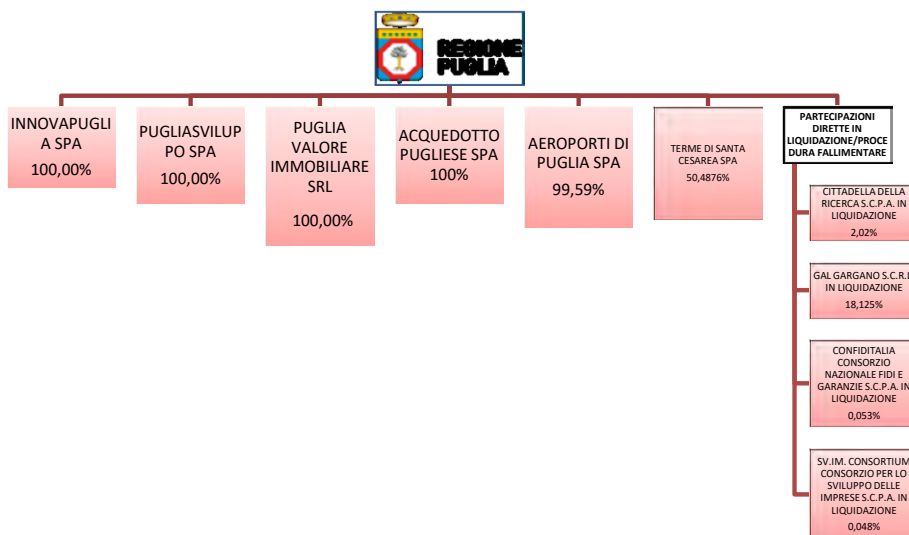 REGIONE
PUGLIA
INNOVAPUGLI
A SPA
100,00%
PUGLIASVILUP
PO SPA
100,00%
PUGLIA
VALORE
IMMOBILIARE
SRL
100,00%
ACQUEDOTTO
PUGLIESE SPA
100%
AEROPORTI DI
PUGLIA SPA
99,59%
TERME DI SANTA
CESAREA SPA
50,4876%
PARTECIPAZIONI
DIRETTE IN
LIQUIDAZIONE/PROCE
DURA FALLIMENTARE
CITTADELLA DELLA
RICERCA S.C.P.A. IN
LIQUIDAZIONE
2,02%
GAL GARGANO S.C.R.L
IN LIQUIDAZIONE
18,125%
CONFIDITALIA
CONSORZIO
NAZIONALE FIDI E
GARANZIE S.C.P.A. IN
LIQUIDAZIONE
0,053%
SV.IM. CONSORTIUM
CONSORZIO PER LO
SVILUPPO DELLE
IMPRESE S.C.P.A. IN
LIQUIDAZIONE
0,048%